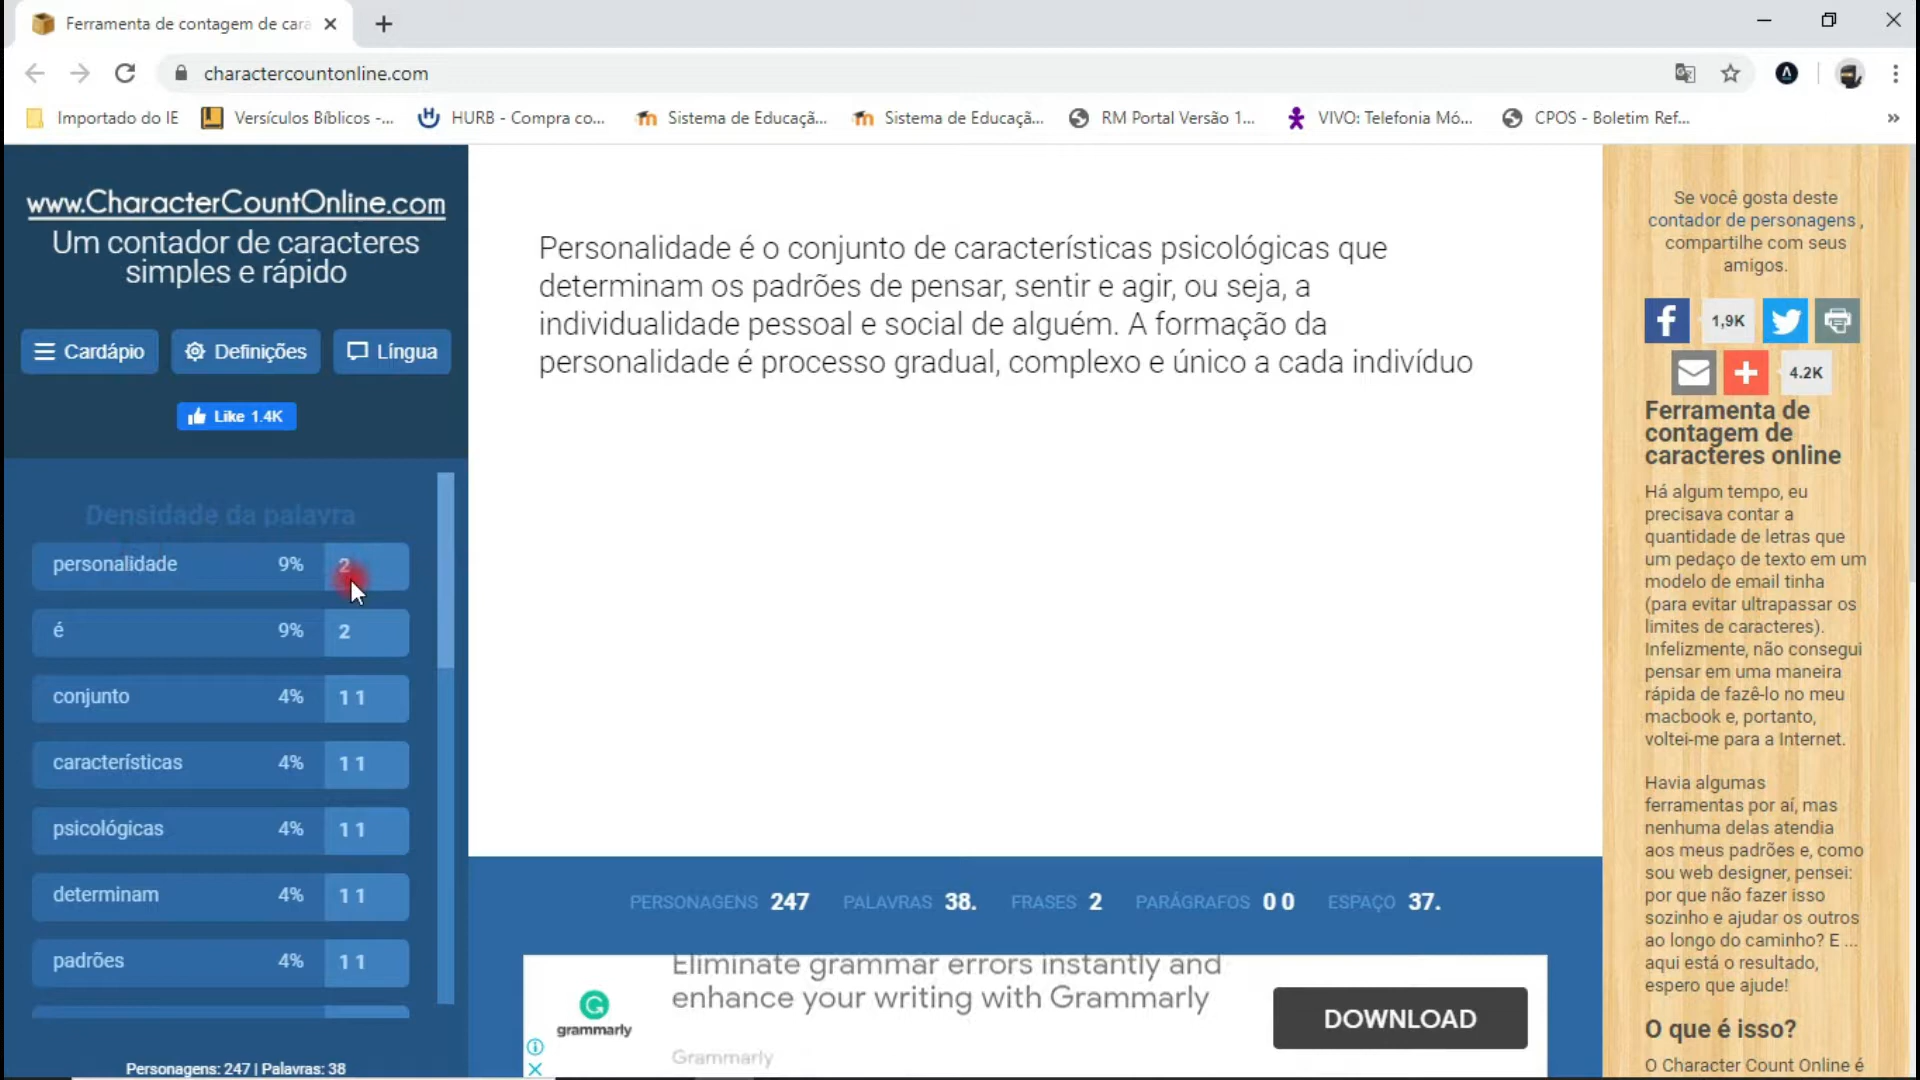 Ferramenta de contagem de cara
charactercountonline.com
Importado do IE
Versículos Bíblicos -...
HURB - Compra co...
Sistema de Educaçã...
Sistema de Educaçã...
RM Portal Versão 1...
VIVO: Telefonia Mó...
CPOS - Boletim Ref...
»
www.CharacterCountOnline.com
Um contador de caracteres
simples e rápido
Cardápio
Definições
Língua
Like 1.4K
Densidade da palavra
personalidade 9% 2
é 9% 2
conjunto 4% 1 1
características 4% 1 1
psicológicas 4% 1 1
determinam 4% 1 1
padrões 4% 1 1
Personagens: 247 | Palavras: 38
Personalidade é o conjunto de características psicológicas que
determinam os padrões de pensar, sentir e agir, ou seja, a
individualidade pessoal e social de alguém. A formação da
personalidade é processo gradual, complexo e único a cada indivíduo
PERSONAGENS 247 PALAVRAS 38. FRASES 2 PARÁGRAFOS 0 0 ESPAÇO 37.
grammarly
Eliminate grammar errors instantly and
enhance your writing with Grammarly
Grammarly
DOWNLOAD
Se você gosta deste
contador de personagens ,
compartilhe com seus
amigos.
1,9K
4.2K
Ferramenta de
contagem de
caracteres online
Há algum tempo, eu
precisava contar a
quantidade de letras que
um pedaço de texto em um
modelo de email tinha
(para evitar ultrapassar os
limites de caracteres).
Infelizmente, não consegui
pensar em uma maneira
rápida de fazê-lo no meu
macbook e, portanto,
voltei-me para a Internet.
Havia algumas
ferramentas por aí, mas
nenhuma delas atendia
aos meus padrões e, como
sou web designer, pensei:
por que não fazer isso
sozinho e ajudar os outros
ao longo do caminho? E ...
aqui está o resultado,
espero que ajude!
O que é isso?
O Character Count Online é